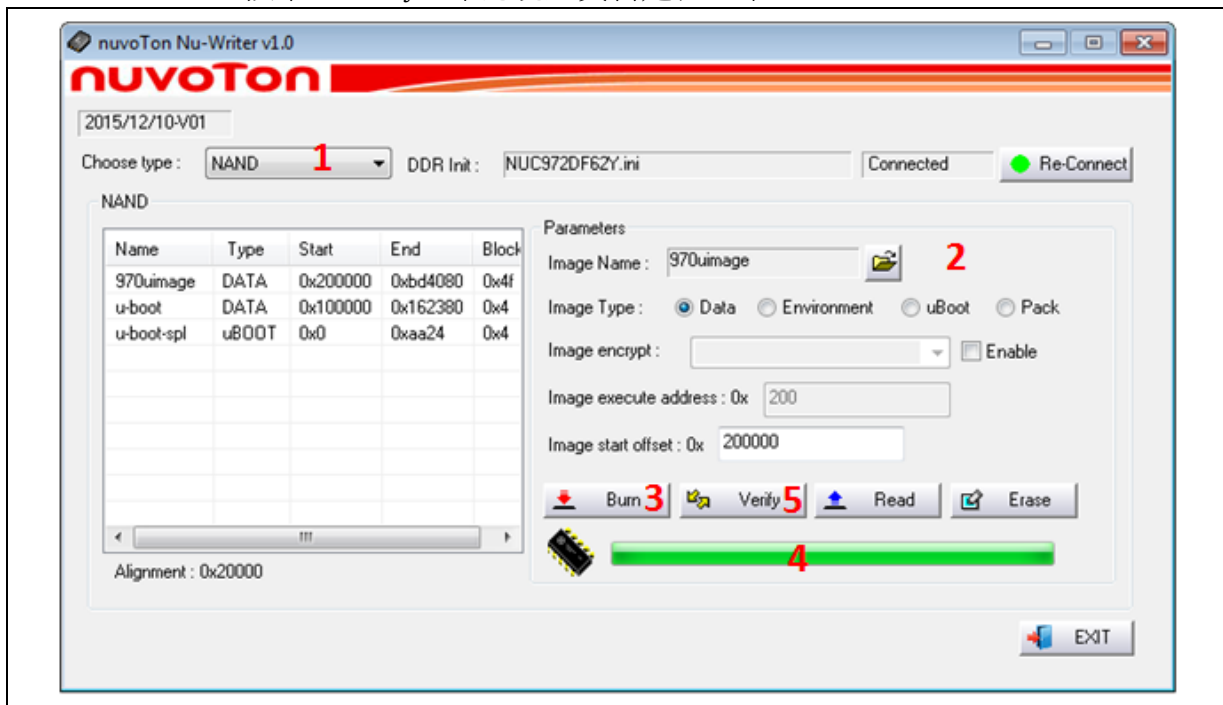 nuvoTon Nu-Writer v1.0
nuvoTon
2015/12/10-V01
Choose type : NAND 1 DDR Init : NUC972DF62Y.ini Connected Re-Connect
NAND
Name Type Start End Block
970uimage DATA 0x200000 0xbd4080 0x4f
u-boot DATA 0x100000 0x162380 0x4
u-boot-spl uBOOT 0x0 0xaa24 0x4
Alignment : 0x20000
Parameters
Image Name : 970uimage 2
Image Type : Data Environment uBoot Pack
Image encrypt : Enable
Image execute address : 0x 200
Image start offset : 0x 200000
Burn 3 Verify 5 Read Erase
4
EXIT